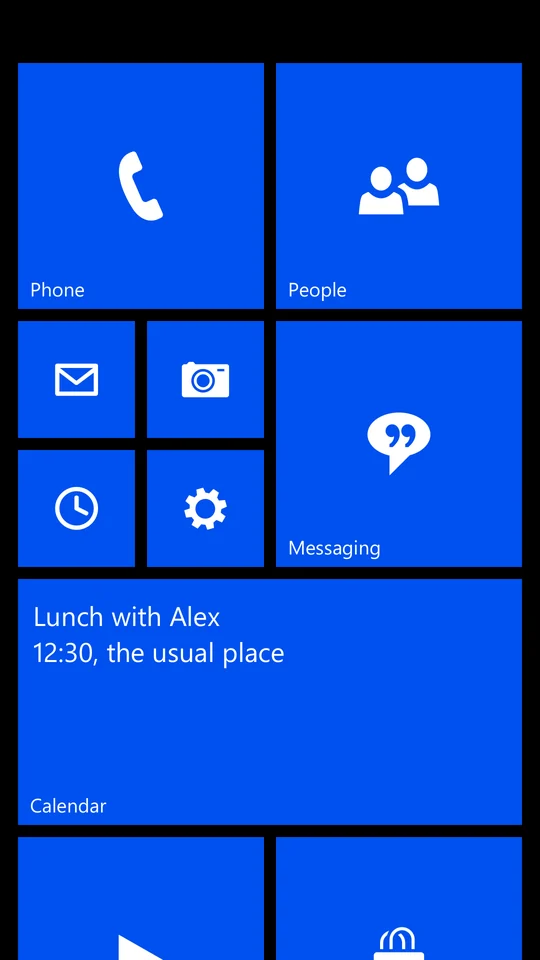 Phone
People
Messaging
Lunch with Alex
12:30, the usual place
Calendar